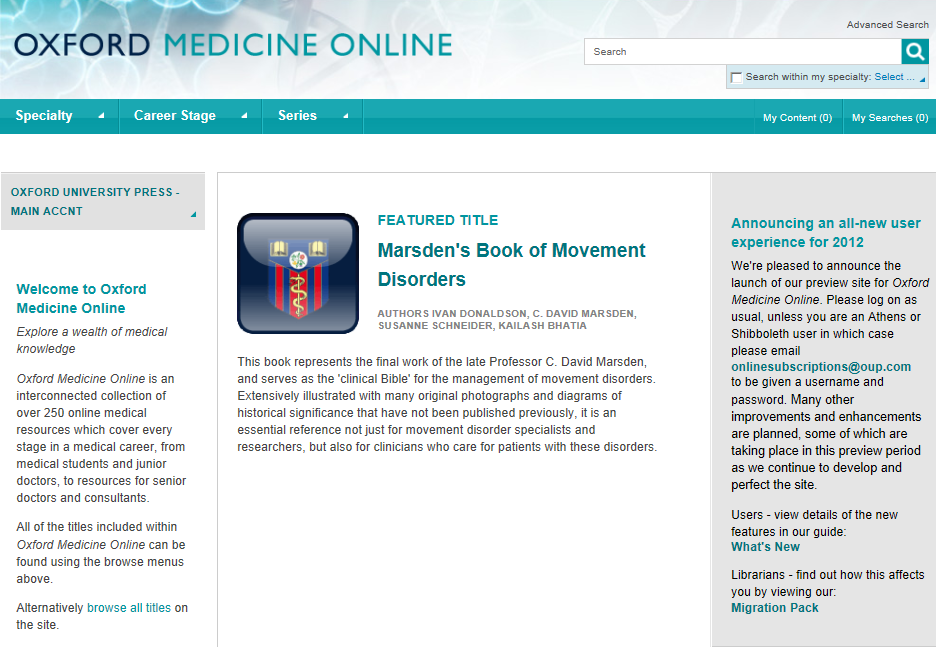 OXFORD MEDICINE ONLINE
Advanced Search
Search
Search within my specialty: Select ...
Specialty
Career Stage
Series
My Content (0)
My Searches (0)
OXFORD UNIVERSITY PRESS -
MAIN ACCNT
Welcome to Oxford
Medicine Online
Explore a wealth of medical
knowledge
Oxford Medicine Online is an
interconnected collection of
over 250 online medical
resources which cover every
stage in a medical career, from
medical students and junior
doctors, to resources for senior
doctors and consultants.
All of the titles included within
Oxford Medicine Online can be
found using the browse menus
above.
Alternatively browse all titles on
the site.
FEATURED TITLE
Marsden's Book of Movement
Disorders
AUTHORS IVAN DONALDSON, C. DAVID MARSDEN,
SUSANNE SCHNEIDER, KAILASH BHATIA
This book represents the final work of the late Professor C. David Marsden,
and serves as the 'clinical Bible' for the management of movement disorders.
Extensively illustrated with many original photographs and diagrams of
historical significance that have not been published previously, it is an
essential reference not just for movement disorder specialists and
researchers, but also for clinicians who care for patients with these disorders.
Announcing an all-new user
experience for 2012
We're pleased to announce the
launch of our preview site for Oxford
Medicine Online. Please log on as
usual, unless you are an Athens or
Shibboleth user in which case
please email
onlinesubscriptions@oup.com
to be given a username and
password. Many other
improvements and enhancements
are planned, some of which are
taking place in this preview period
as we continue to develop and
perfect the site.
Users - view details of the new
features in our guide:
What's New
Librarians - find out how this affects
you by viewing our:
Migration Pack